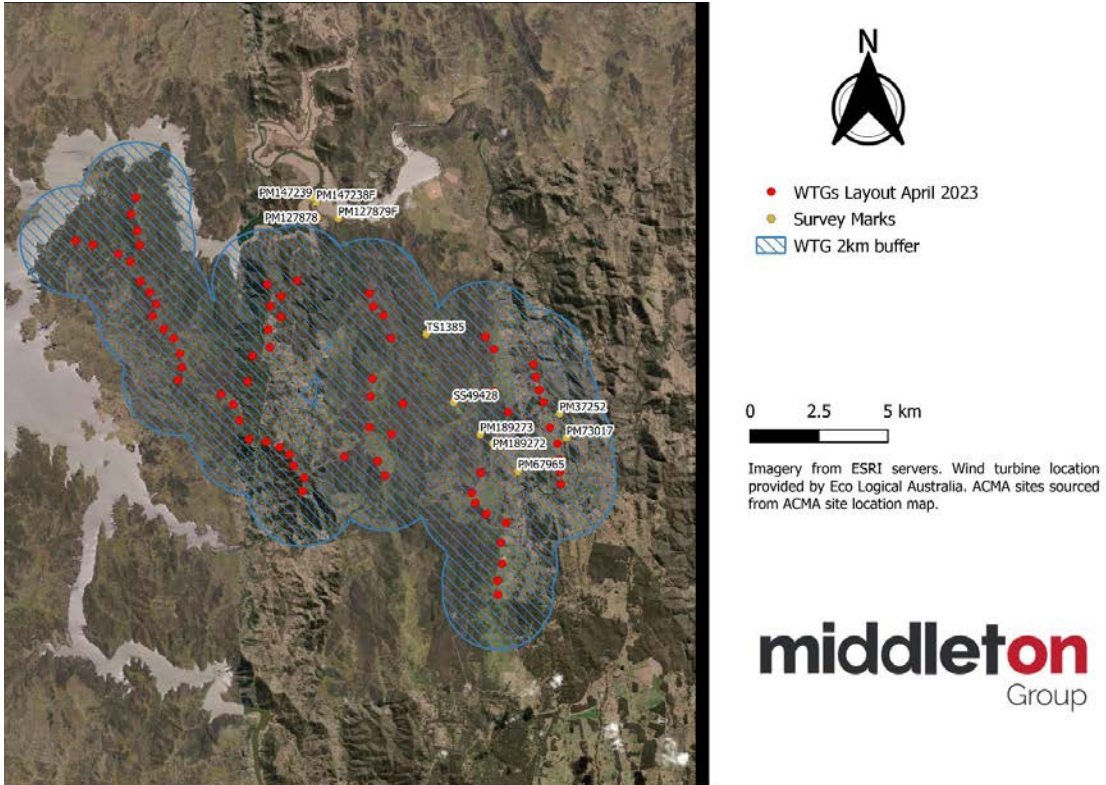 PM147239
PM147238F
PM127878
PM127879F
TS1385
SS49428
PM37252
PM189273
PM73017
PM189272
PM67965
N
WTGs Layout April 2023
Survey Marks
WTG 2km buffer
0 2.5 5 km
Imagery from ESRI servers. Wind turbine location
provided by Eco Logical Australia. ACMA sites sourced
from ACMA site location map.
middleton
Group